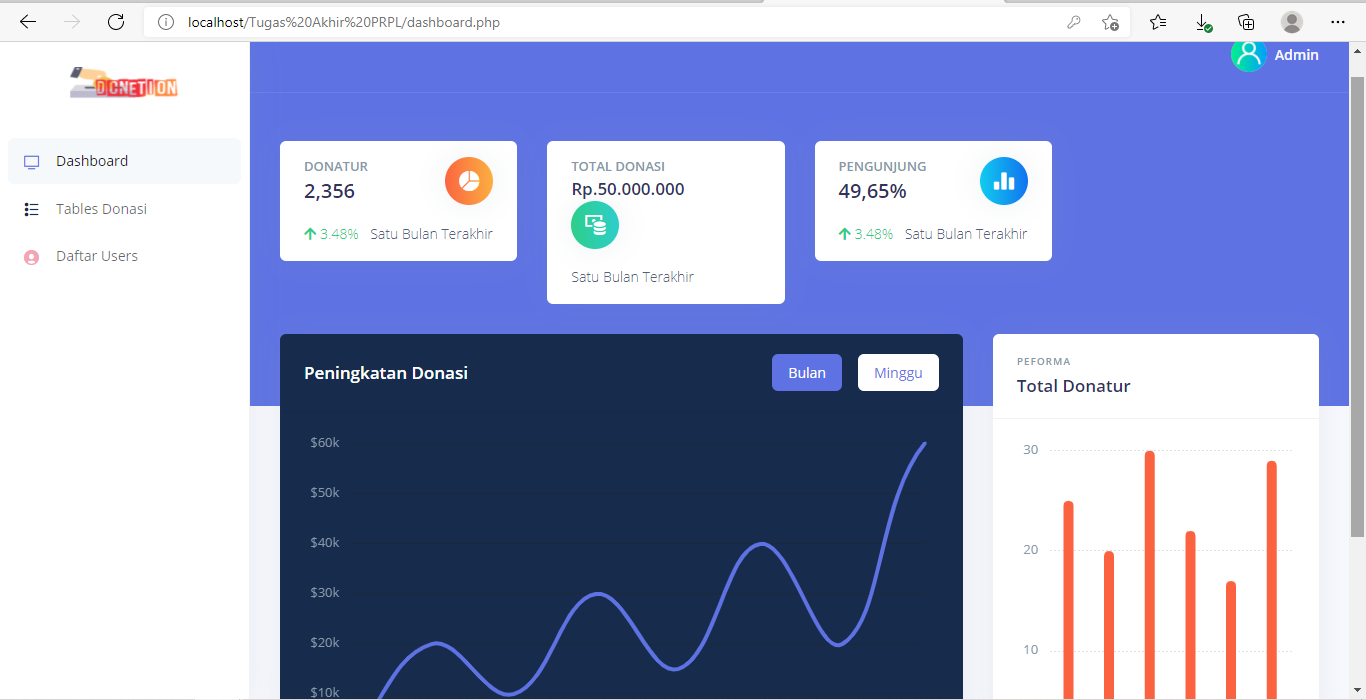 localhost/Tugas%20Akhir%20PRPL/dashboard.php
DONETION
Admin
Dashboard
Tables Donasi
Daftar Users
DONATUR
2,356
3.48% Satu Bulan Terakhir
TOTAL DONASI
Rp.50.000.000
Satu Bulan Terakhir
PENGUNJUNG
49,65%
3.48% Satu Bulan Terakhir
Peningkatan Donasi
Bulan
Minggu
$60k
$50k
$40k
$30k
$20k
$10k
PEFORMA
Total Donatur
30
20
10